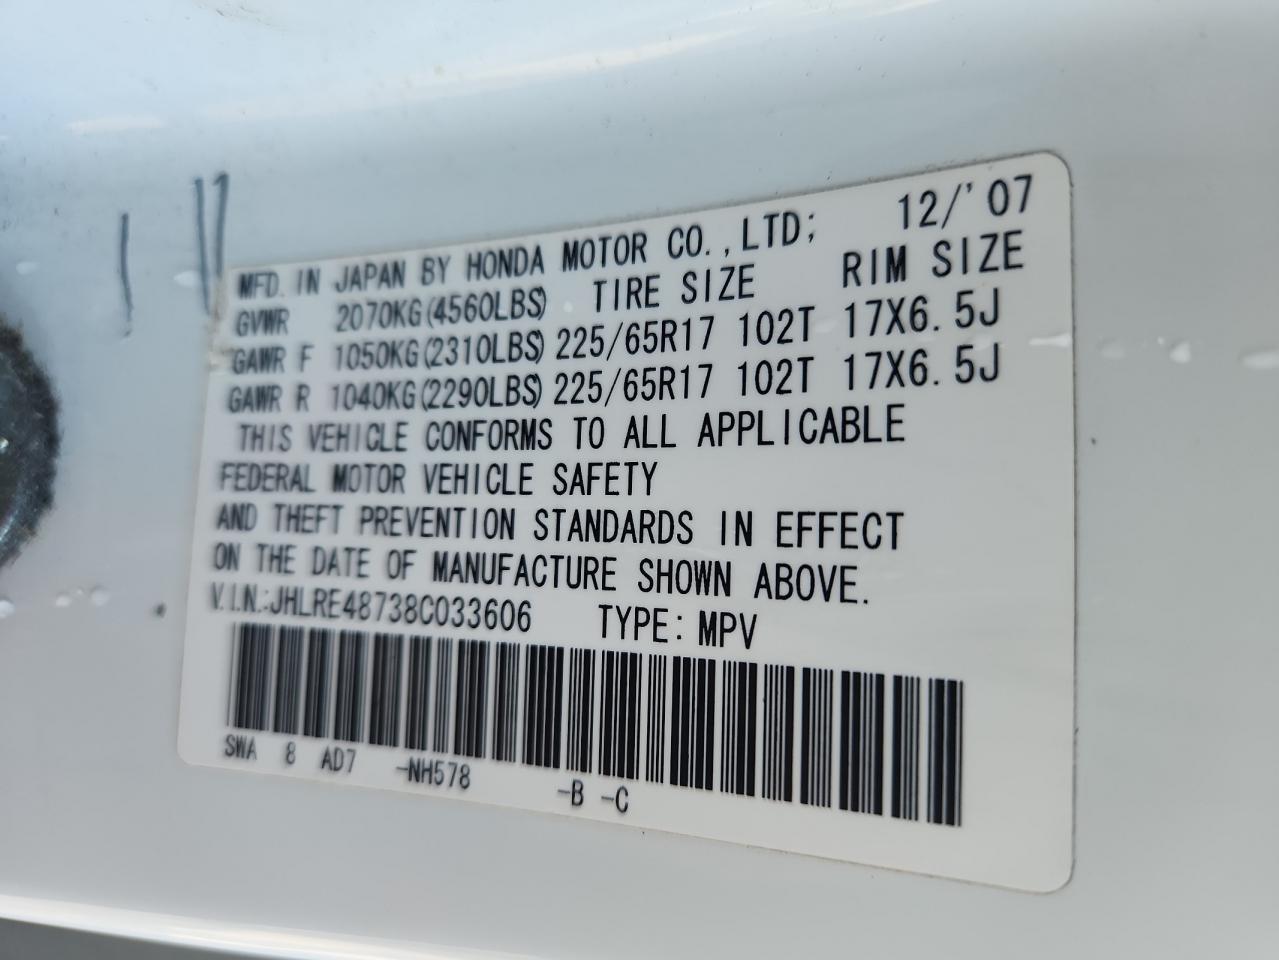 MFD. IN JAPAN BY HONDA MOTOR CO.,LTD; 12/'07
GVWR 2070KG(4560LBS) TIRE SIZE RIM SIZE
GAWR F 1050KG(2310LBS) 225/65R17 102T 17X6.5J
GAWR R 1040KG(2290LBS) 225/65R17 102T 17X6.5J
THIS VEHICLE CONFORMS TO ALL APPLICABLE
FEDERAL MOTOR VEHICLE SAFETY
AND THEFT PREVENTION STANDARDS IN EFFECT
ON THE DATE OF MANUFACTURE SHOWN ABOVE.
V.I.N.:JHLRE48738C033606 TYPE: MPV
SWA 8 AD7 -NH578 -B -C